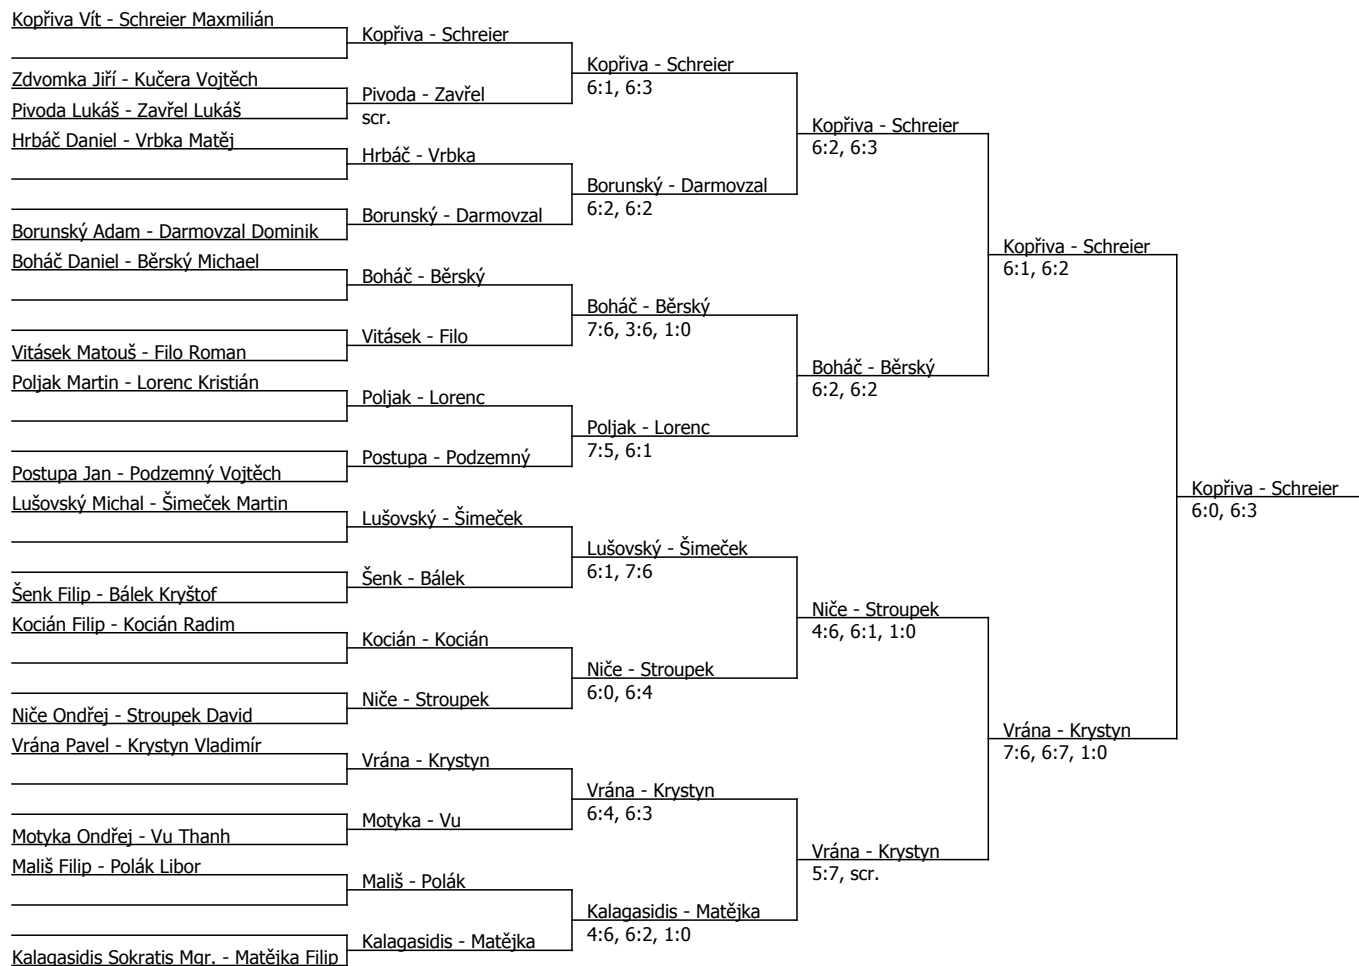 Kopřiva Vít - Schreier Maxmilián
Zdvomka Jiří - Kučera Vojtěch
Pivoda Lukáš - Zavřel Lukáš
Hrbáč Daniel - Vrbka Matěj
Borunský Adam - Darmovzal Dominik
Boháč Daniel - Běrský Michael
Vitásek Matouš - Filo Roman
Poljak Martin - Lorenc Kristián
Postupa Jan - Podzemný Vojtěch
Lušovský Michal - Šimeček Martin
Šenk Filip - Bálek Kryštof
Kocián Filip - Kocián Radim
Niče Ondřej - Stroupek David
Vrána Pavel - Krystyn Vladimír
Motyka Ondřej - Vu Thanh
Mališ Filip - Polák Libor
Kalagasidis Sokratis Mgr. - Matějka Filip
Kopřiva - Schreier
Pivoda - Zavřel
scr.
Hrbáč - Vrbka
Borunský - Darmovzal
Boháč - Běrský
Vitásek - Filo
Poljak - Lorenc
Postupa - Podzemný
Lušovský - Šimeček
Šenk - Bálek
Kocián - Kocián
Niče - Stroupek
Vrána - Krystyn
Motyka - Vu
Mališ - Polák
Kalagasidis - Matějka
Kopřiva - Schreier
6:1, 6:3
Borunský - Darmovzal
6:2, 6:2
Boháč - Běrský
7:6, 3:6, 1:0
Poljak - Lorenc
7:5, 6:1
Lušovský - Šimeček
6:1, 7:6
Niče - Stroupek
6:0, 6:4
Vrána - Krystyn
6:4, 6:3
Kalagasidis - Matějka
4:6, 6:2, 1:0
Kopřiva - Schreier
6:2, 6:3
Boháč - Běrský
6:2, 6:2
Niče - Stroupek
4:6, 6:1, 1:0
Vrána - Krystyn
5:7, scr.
Kopřiva - Schreier
6:1, 6:2
Vrána - Krystyn
7:6, 6:7, 1:0
Kopřiva - Schreier
6:0, 6:3